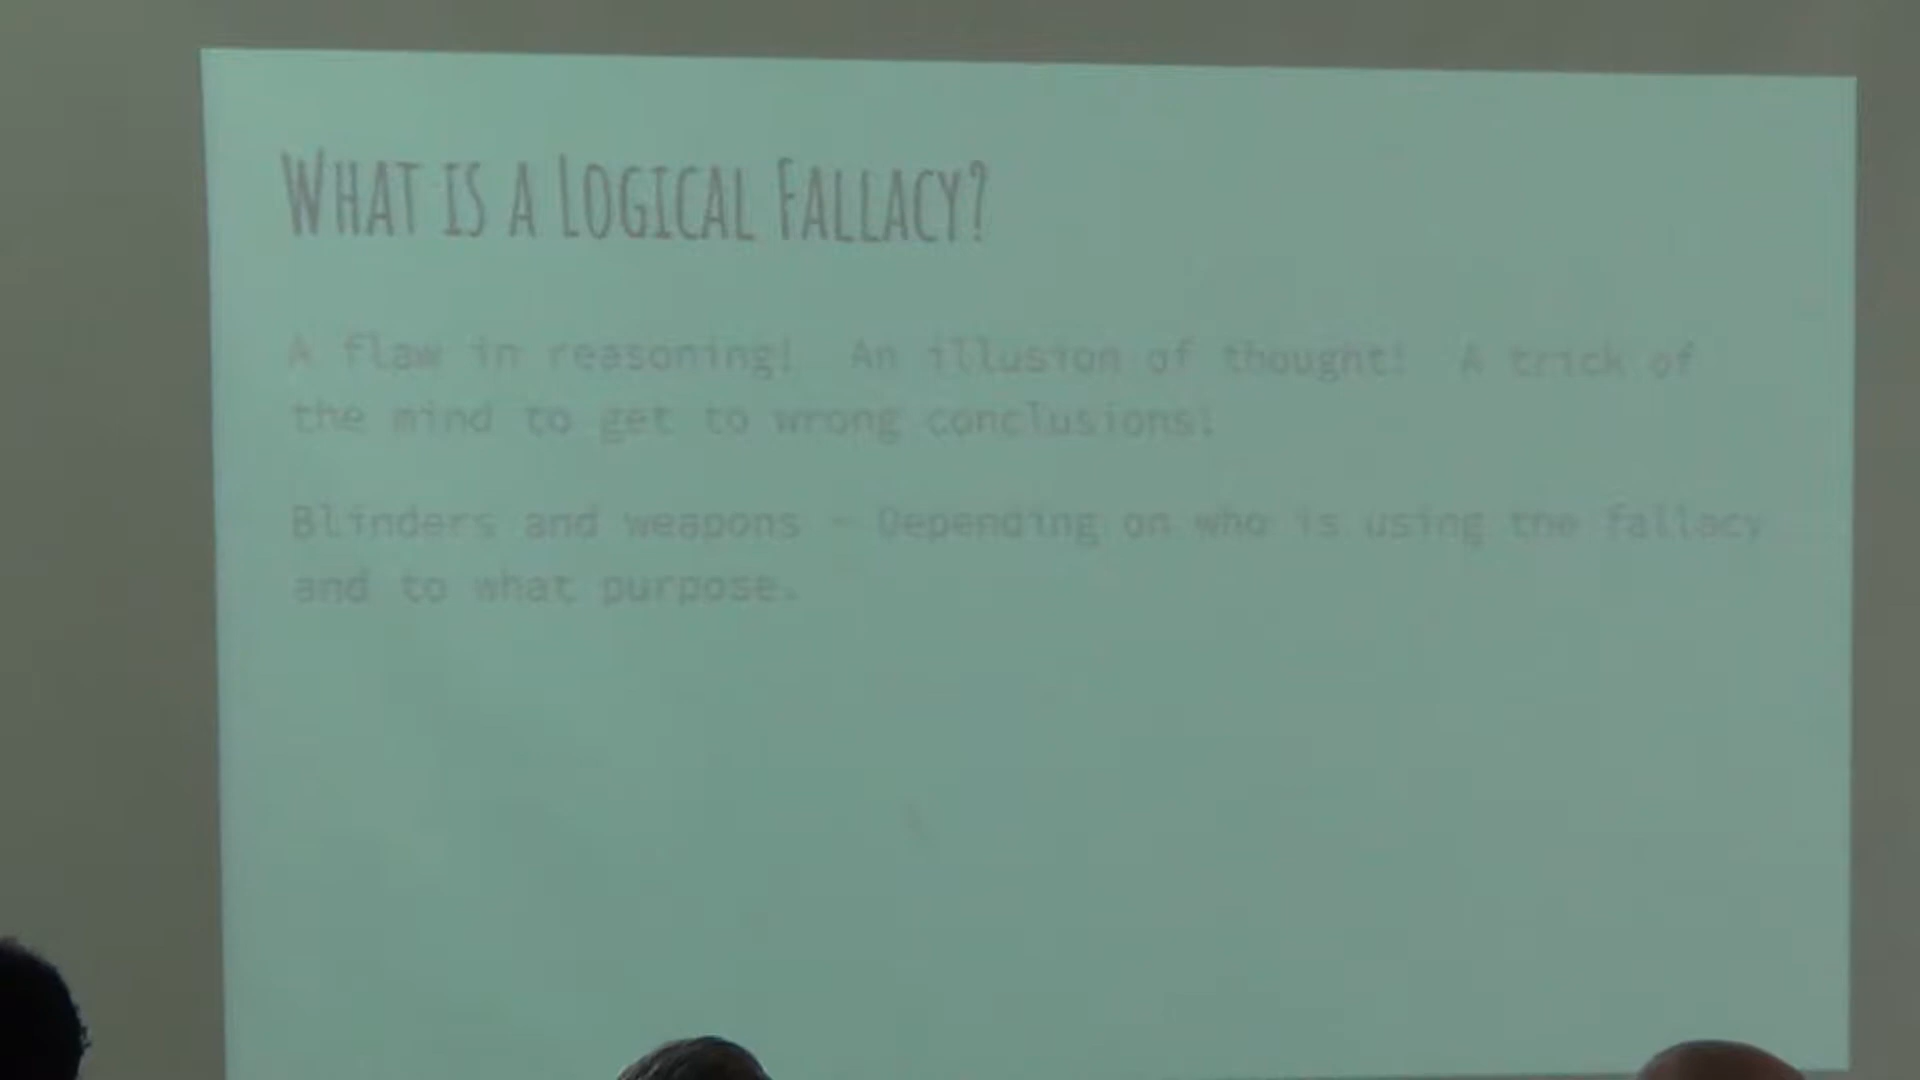 WHAT IS A LOGICAL FALLACY?
A flaw in reasoning! An illusion of thought! A trick of
the mind to get to wrong conclusions!
Blinders and weapons - Depending on who is using the fallacy
and to what purpose.